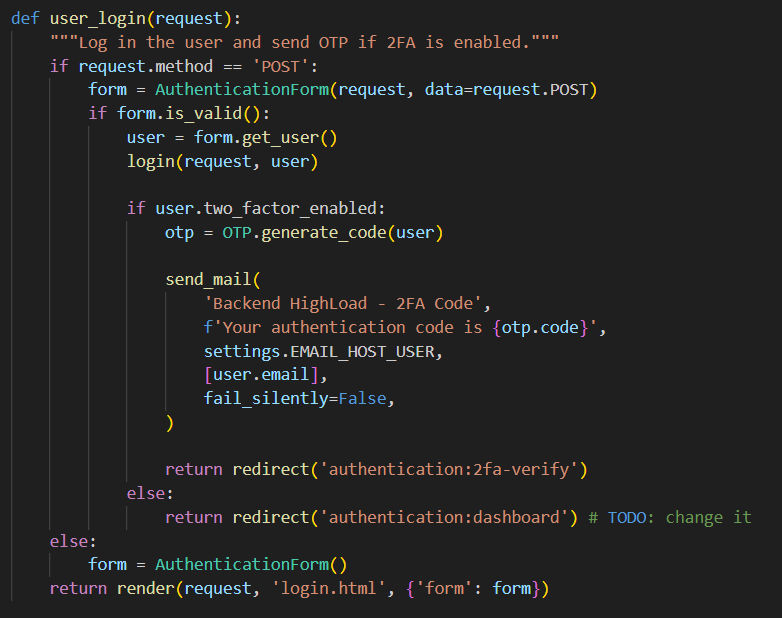 def user_login(request):
    """Log in the user and send OTP if 2FA is enabled."""
    if request.method == 'POST':
        form = AuthenticationForm(request, data=request.POST)
        if form.is_valid():
            user = form.get_user()
            login(request, user)

            if user.two_factor_enabled:
                otp = OTP.generate_code(user)

                send_mail(
                    'Backend HighLoad - 2FA Code',
                    f'Your authentication code is {otp.code}',
                    settings.EMAIL_HOST_USER,
                    [user.email],
                    fail_silently=False,
                )

                return redirect('authentication:2fa-verify')
            else:
                return redirect('authentication:dashboard') # TODO: change it
    else:
        form = AuthenticationForm()
    return render(request, 'login.html', {'form': form})